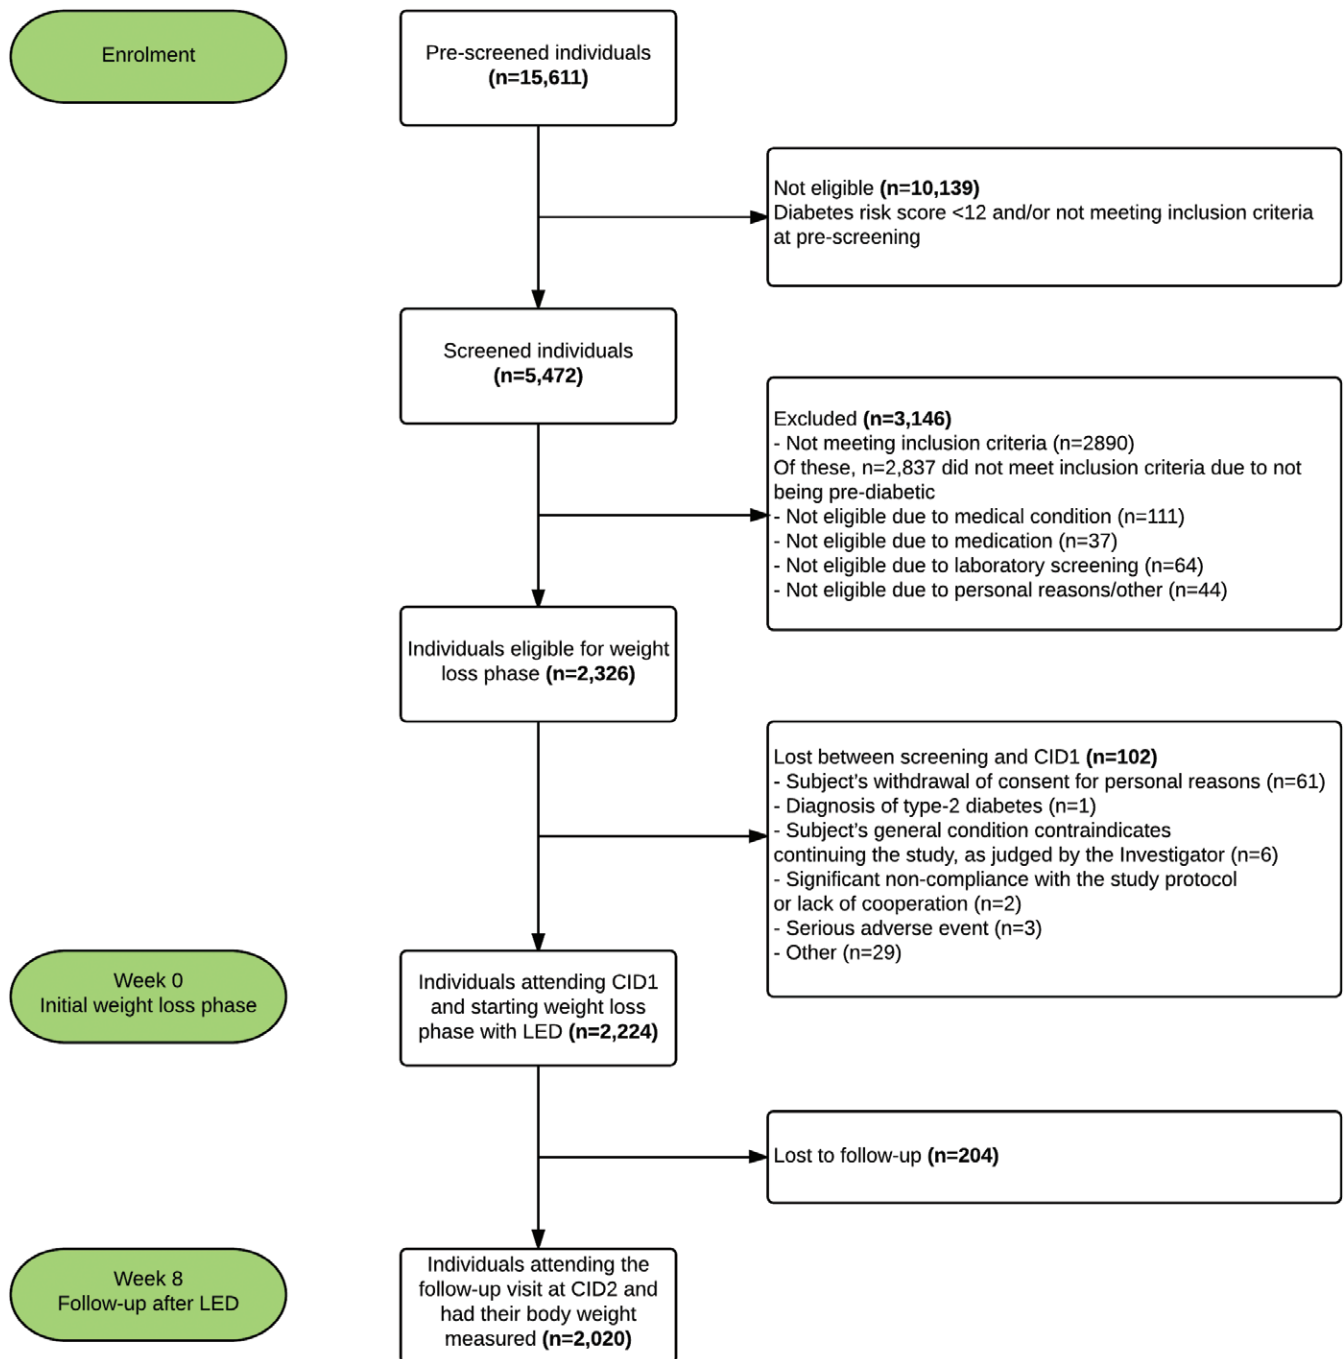 Enrolment
Pre-screened individuals
(n=15,611)
Not eligible (n=10,139)
Diabetes risk score <12 and/or not meeting inclusion criteria
at pre-screening
Screened individuals
(n=5,472)
Excluded (n=3,146)
- Not meeting inclusion criteria (n=2890)
Of these, n=2,837 did not meet inclusion criteria due to not
being pre-diabetic
- Not eligible due to medical condition (n=111)
- Not eligible due to medication (n=37)
- Not eligible due to laboratory screening (n=64)
- Not eligible due to personal reasons/other (n=44)
Individuals eligible for weight
loss phase (n=2,326)
Lost between screening and CID1 (n=102)
- Subject's withdrawal of consent for personal reasons (n=61)
- Diagnosis of type-2 diabetes (n=1)
- Subject's general condition contraindicates
continuing the study, as judged by the Investigator (n=6)
- Significant non-compliance with the study protocol
or lack of cooperation (n=2)
- Serious adverse event (n=3)
- Other (n=29)
Week 0
Initial weight loss phase
Individuals attending CID1
and starting weight loss
phase with LED (n=2,224)
Lost to follow-up (n=204)
Week 8
Follow-up after LED
Individuals attending the
follow-up visit at CID2 and
had their body weight
measured (n=2,020)